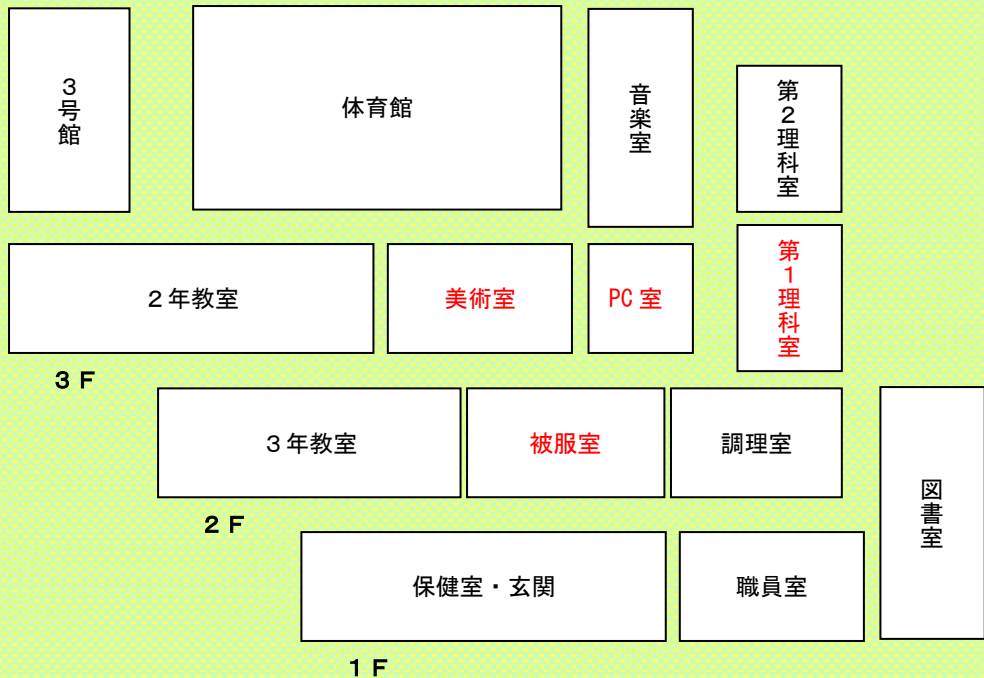 3号館
体育館
音楽室
第2理科室
第1理科室
2年教室
美術室
PC室
3F
3年教室
被服室
調理室
図書室
2F
保健室・玄関
職員室
1F